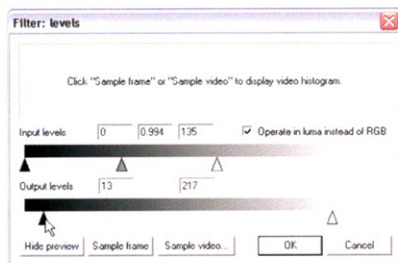 Filter: levels
Click "Sample frame" or "Sample video" to display video histogram.
Input levels 0 0.994 135 Operate in luma instead of RGB
Output levels 13 217
Hide preview Sample frame Sample video... OK Cancel